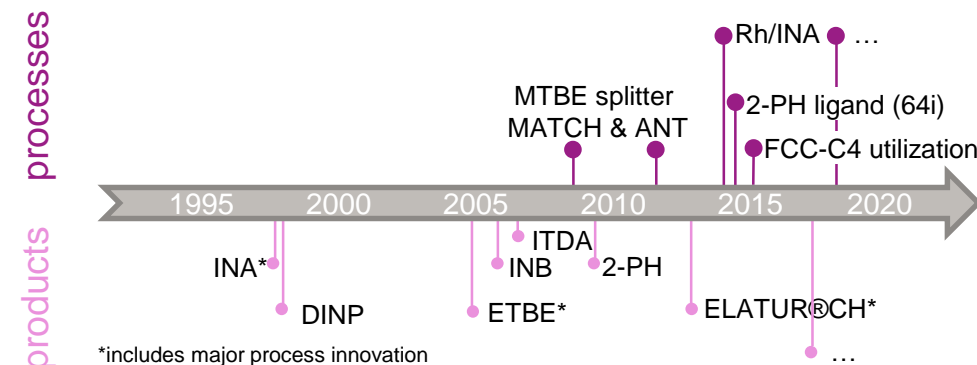 processes
Rh/INA
…
MTBE splitter
MATCH & ANT
2-PH ligand (64i)
FCC-C4 utilization
1995 2000 2005 2010 2015 2020
products
ITDA
INA*
INB
2-PH
DINP
ETBE*
ELATUR®CH*
…
*includes major process innovation